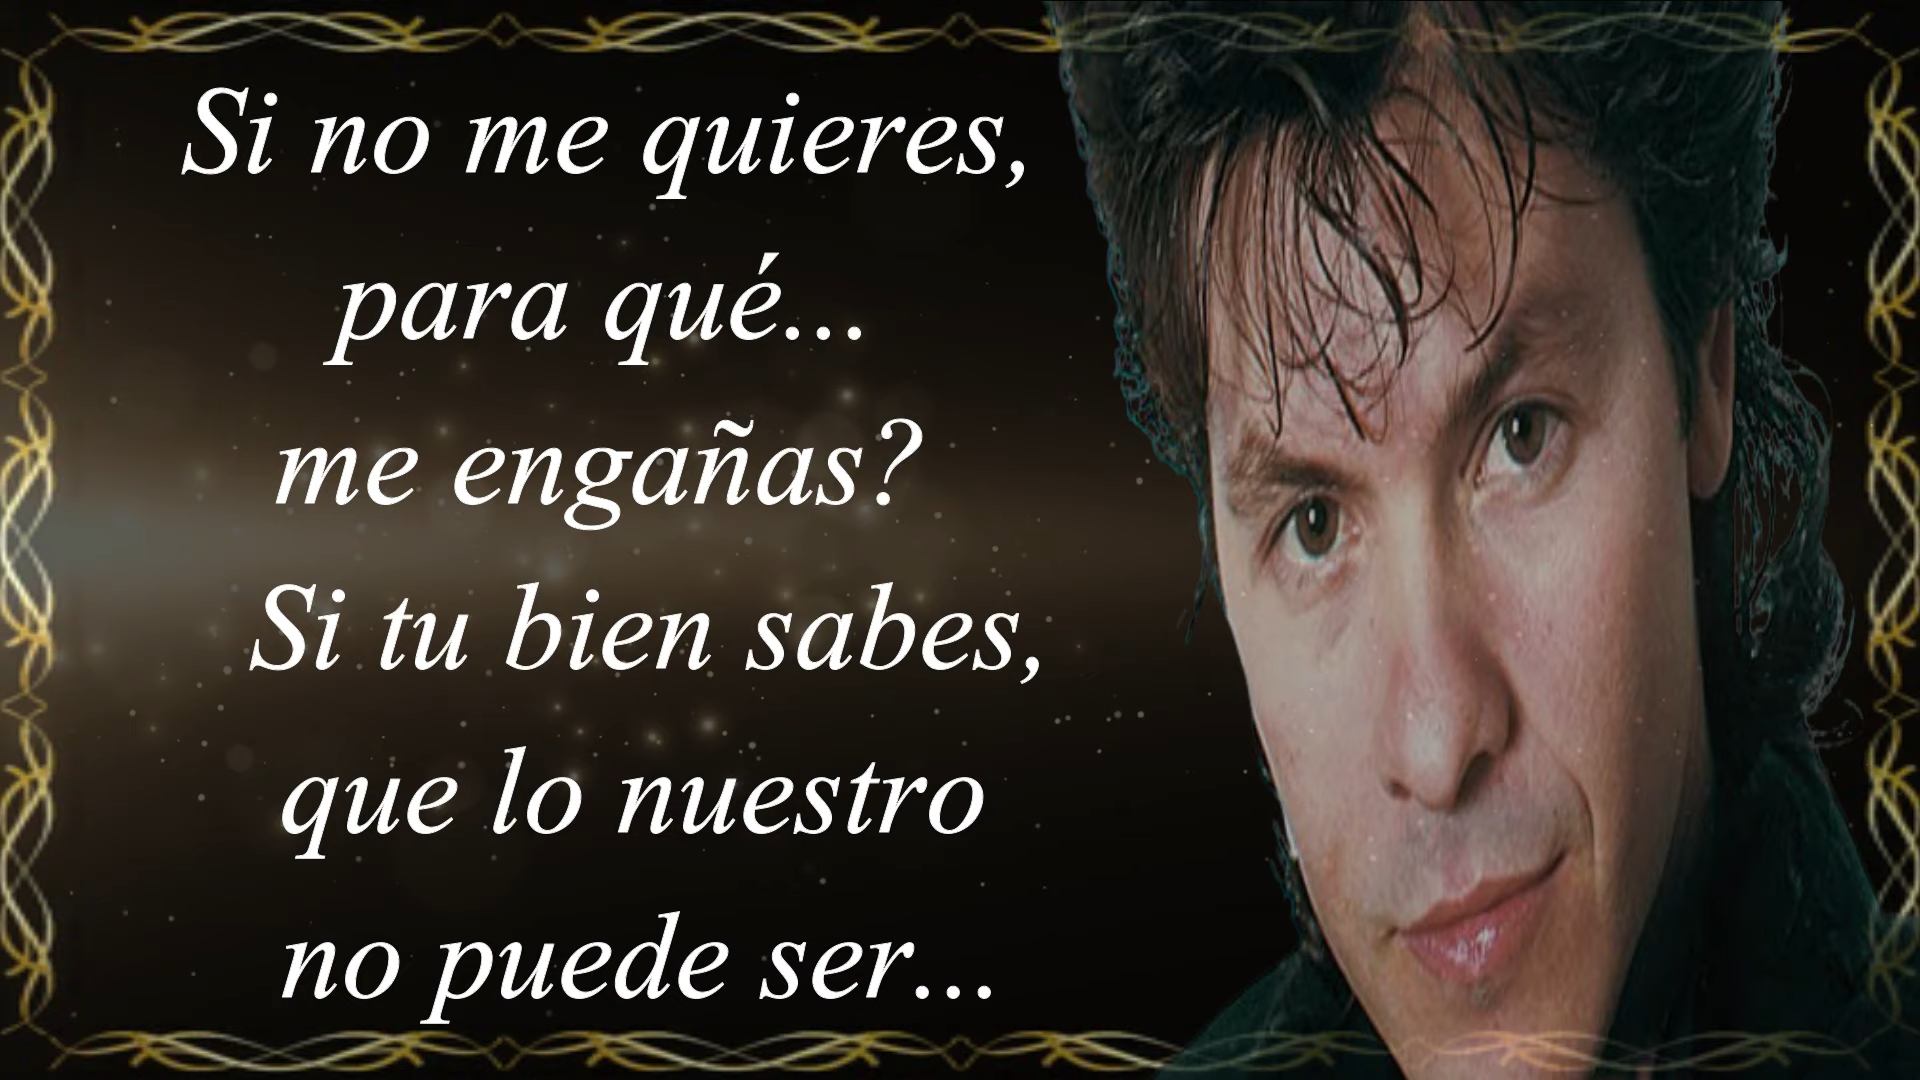 Si no me quieres,
para qué...
me engañas?
Si tu bien sabes,
que lo nuestro
no puede ser...